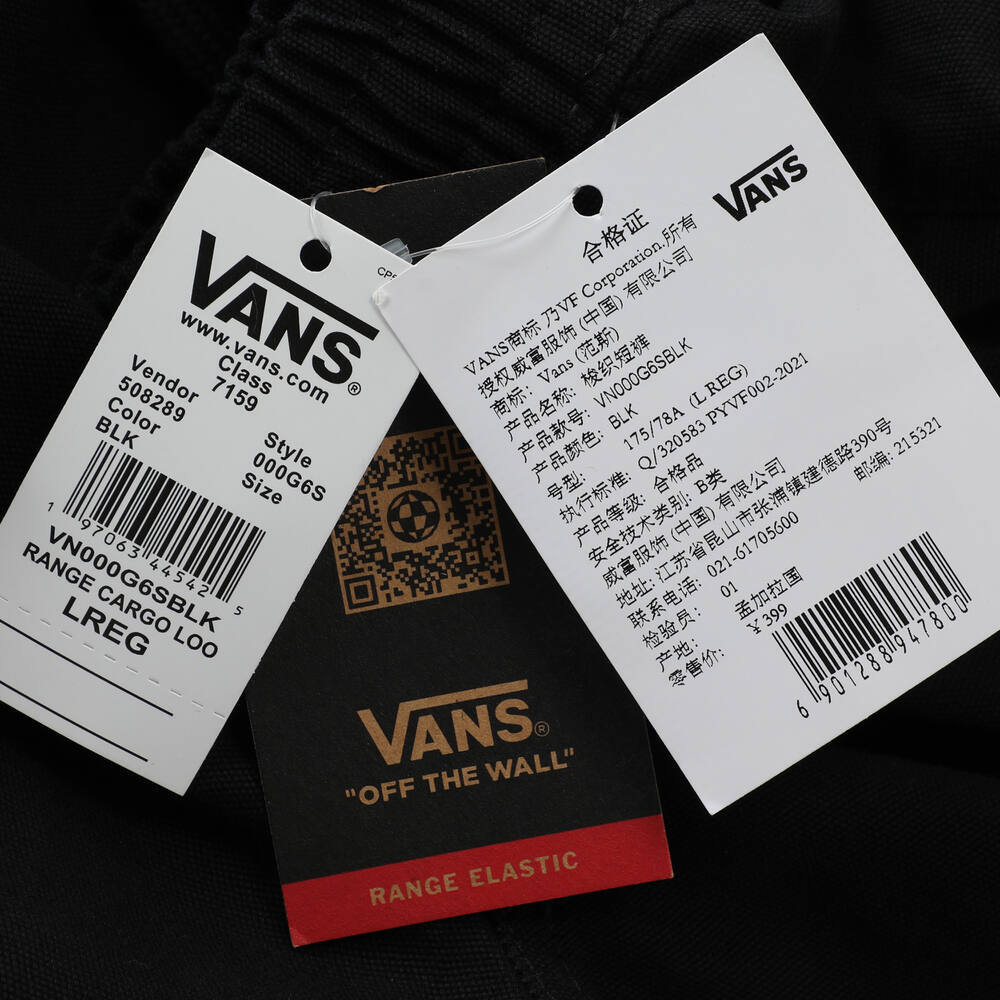 VANS®
www.vans.com
Class
7159
Vendor
508289
Color
BLK
Style
000G6S
Size
1 97063 44542 5
VN000G6SBLK
RANGE CARGO LOO
LREG
VANS®
"OFF THE WALL"
RANGE ELASTIC
VANS
合格证
VANS商标 乃VF Corporation.所有
授权威富服饰 (中国) 有限公司
商标: Vans (范斯)
产品名称: 梭织短裤
产品款号: VN000G6SBLK
产品颜色: BLK
号型: 175/78A (L REG)
执行标准: Q/320583 PYVF002-2021
产品等级: 合格品
安全技术类别: B类
威富服饰 (中国) 有限公司
地址: 江苏省昆山市张浦镇建德路390号
联系电话: 021-61705600 邮编: 215321
检验员: 01
产地: 孟加拉国
零售价: ¥ 399
6 901288 947800